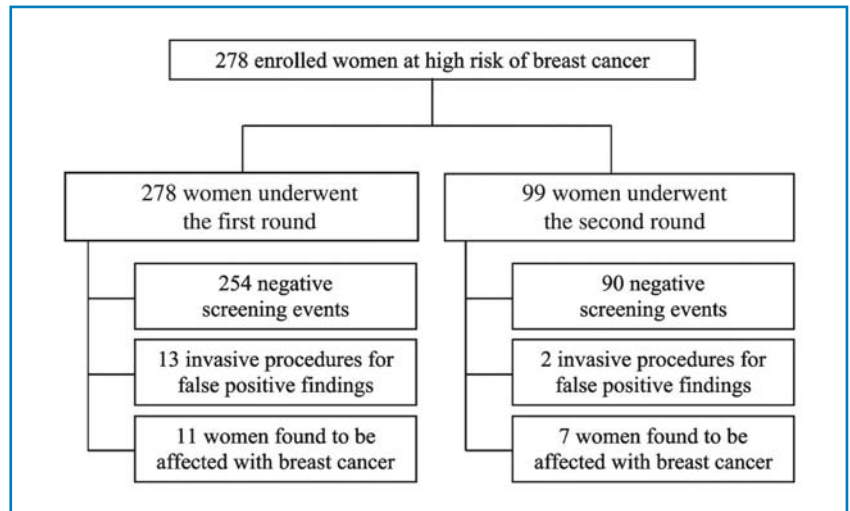 278 enrolled women at high risk of breast cancer
278 women underwent
the first round
254 negative
screening events
13 invasive procedures for
false positive findings
11 women found to be
affected with breast cancer
99 women underwent
the second round
90 negative
screening events
2 invasive procedures for
false positive findings
7 women found to be
affected with breast cancer